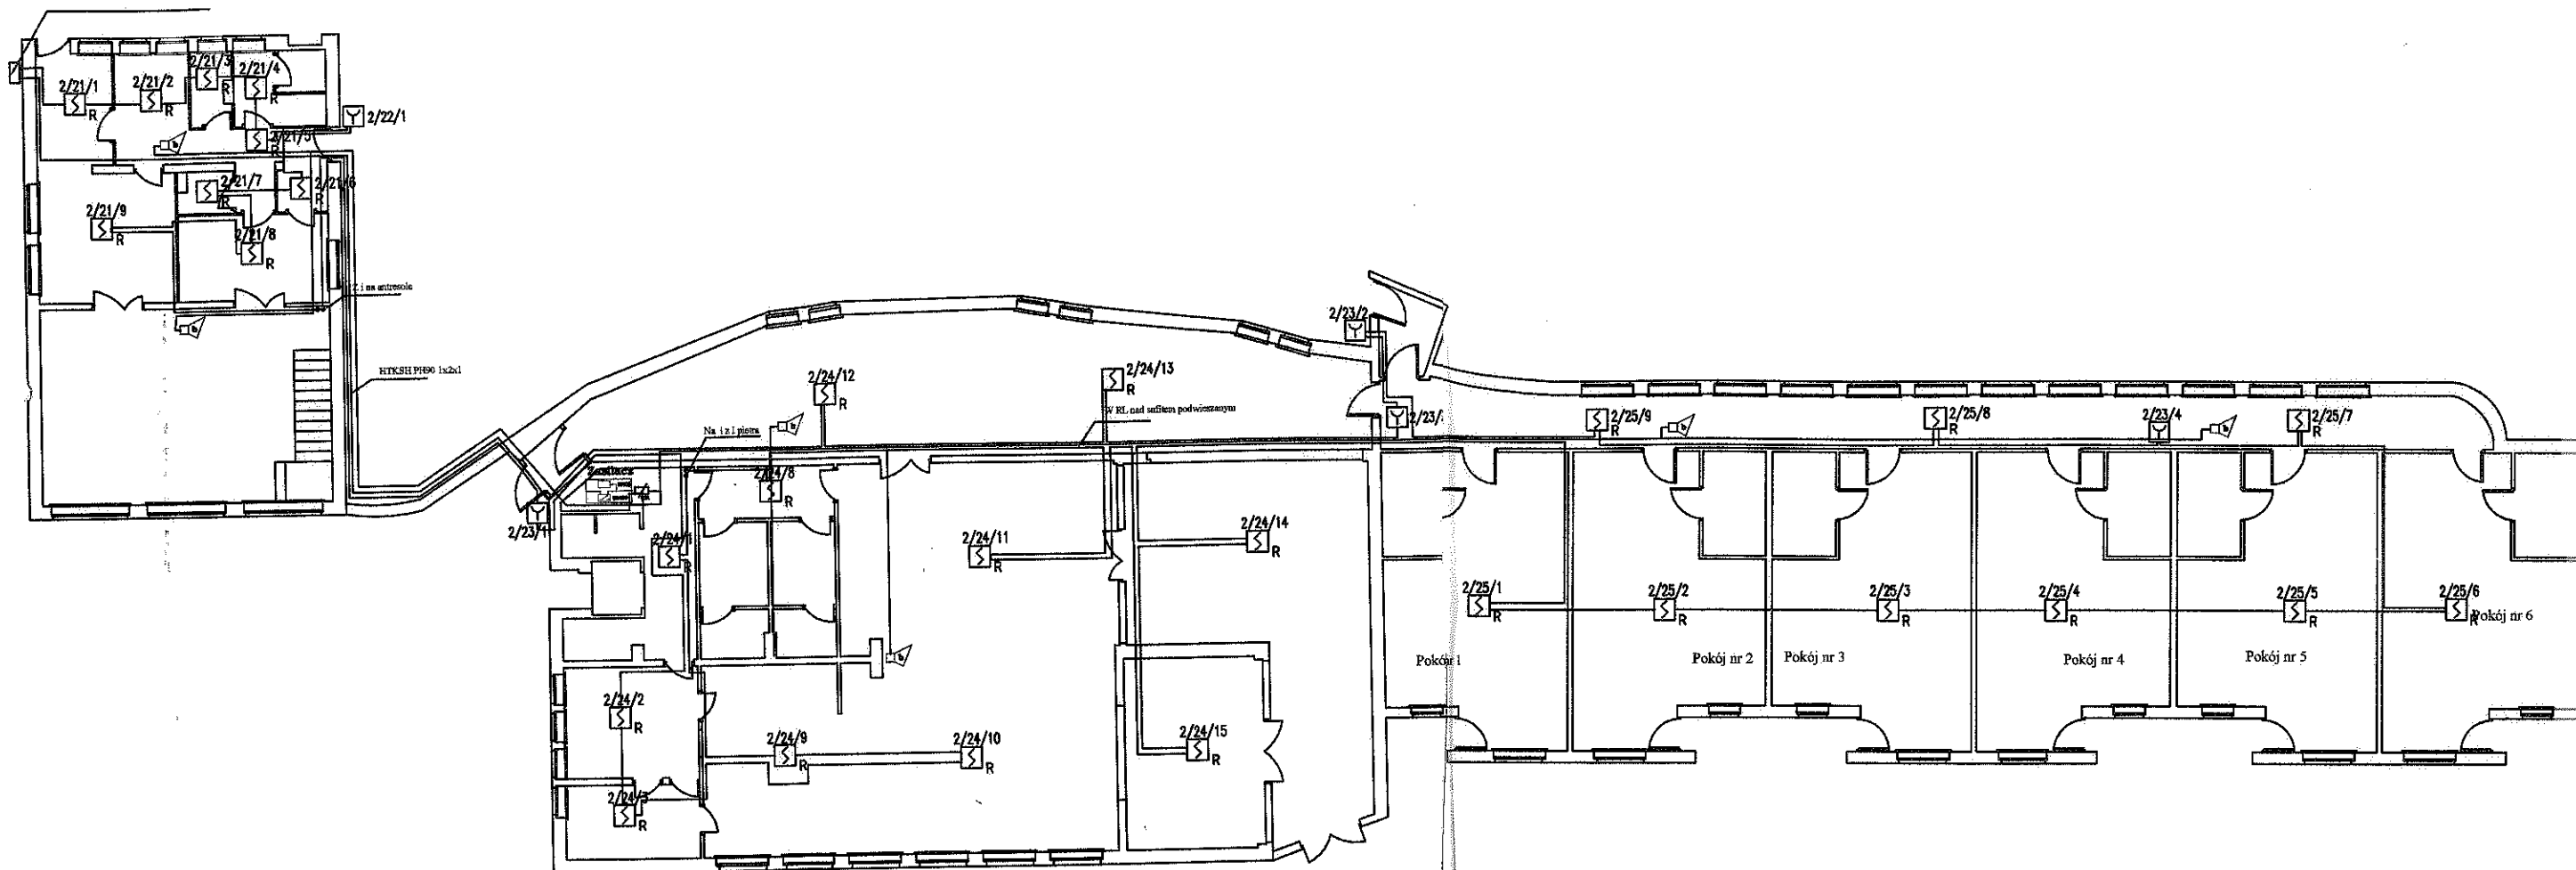 2/21/1
R
2/21/2
R
2/21/3
R
2/21/4
R
2/21/5
R
2/22/1
2/21/7
R
2/21/6
R
2/21/9
R
2/21/8
R
na antresole
HTKSH PH90 1x2x1
2/23/1
2/24/12
R
2/24/13
R
W RL nad sufitem podwieszanym
2/23/2
2/23/
2/25/9
R
2/25/8
R
2/23/4
2/25/7
R
2/24/8
R
2/24/1
R
2/24/11
R
2/24/14
R
2/24/2
R
2/24/3
R
2/24/9
R
2/24/10
R
2/24/15
R
2/25/1
R
2/25/2
R
2/25/3
R
2/25/4
R
2/25/5
R
2/25/6
R
Pokój 1
Pokój nr 2
Pokój nr 3
Pokój nr 4
Pokój nr 5
Pokój nr 6